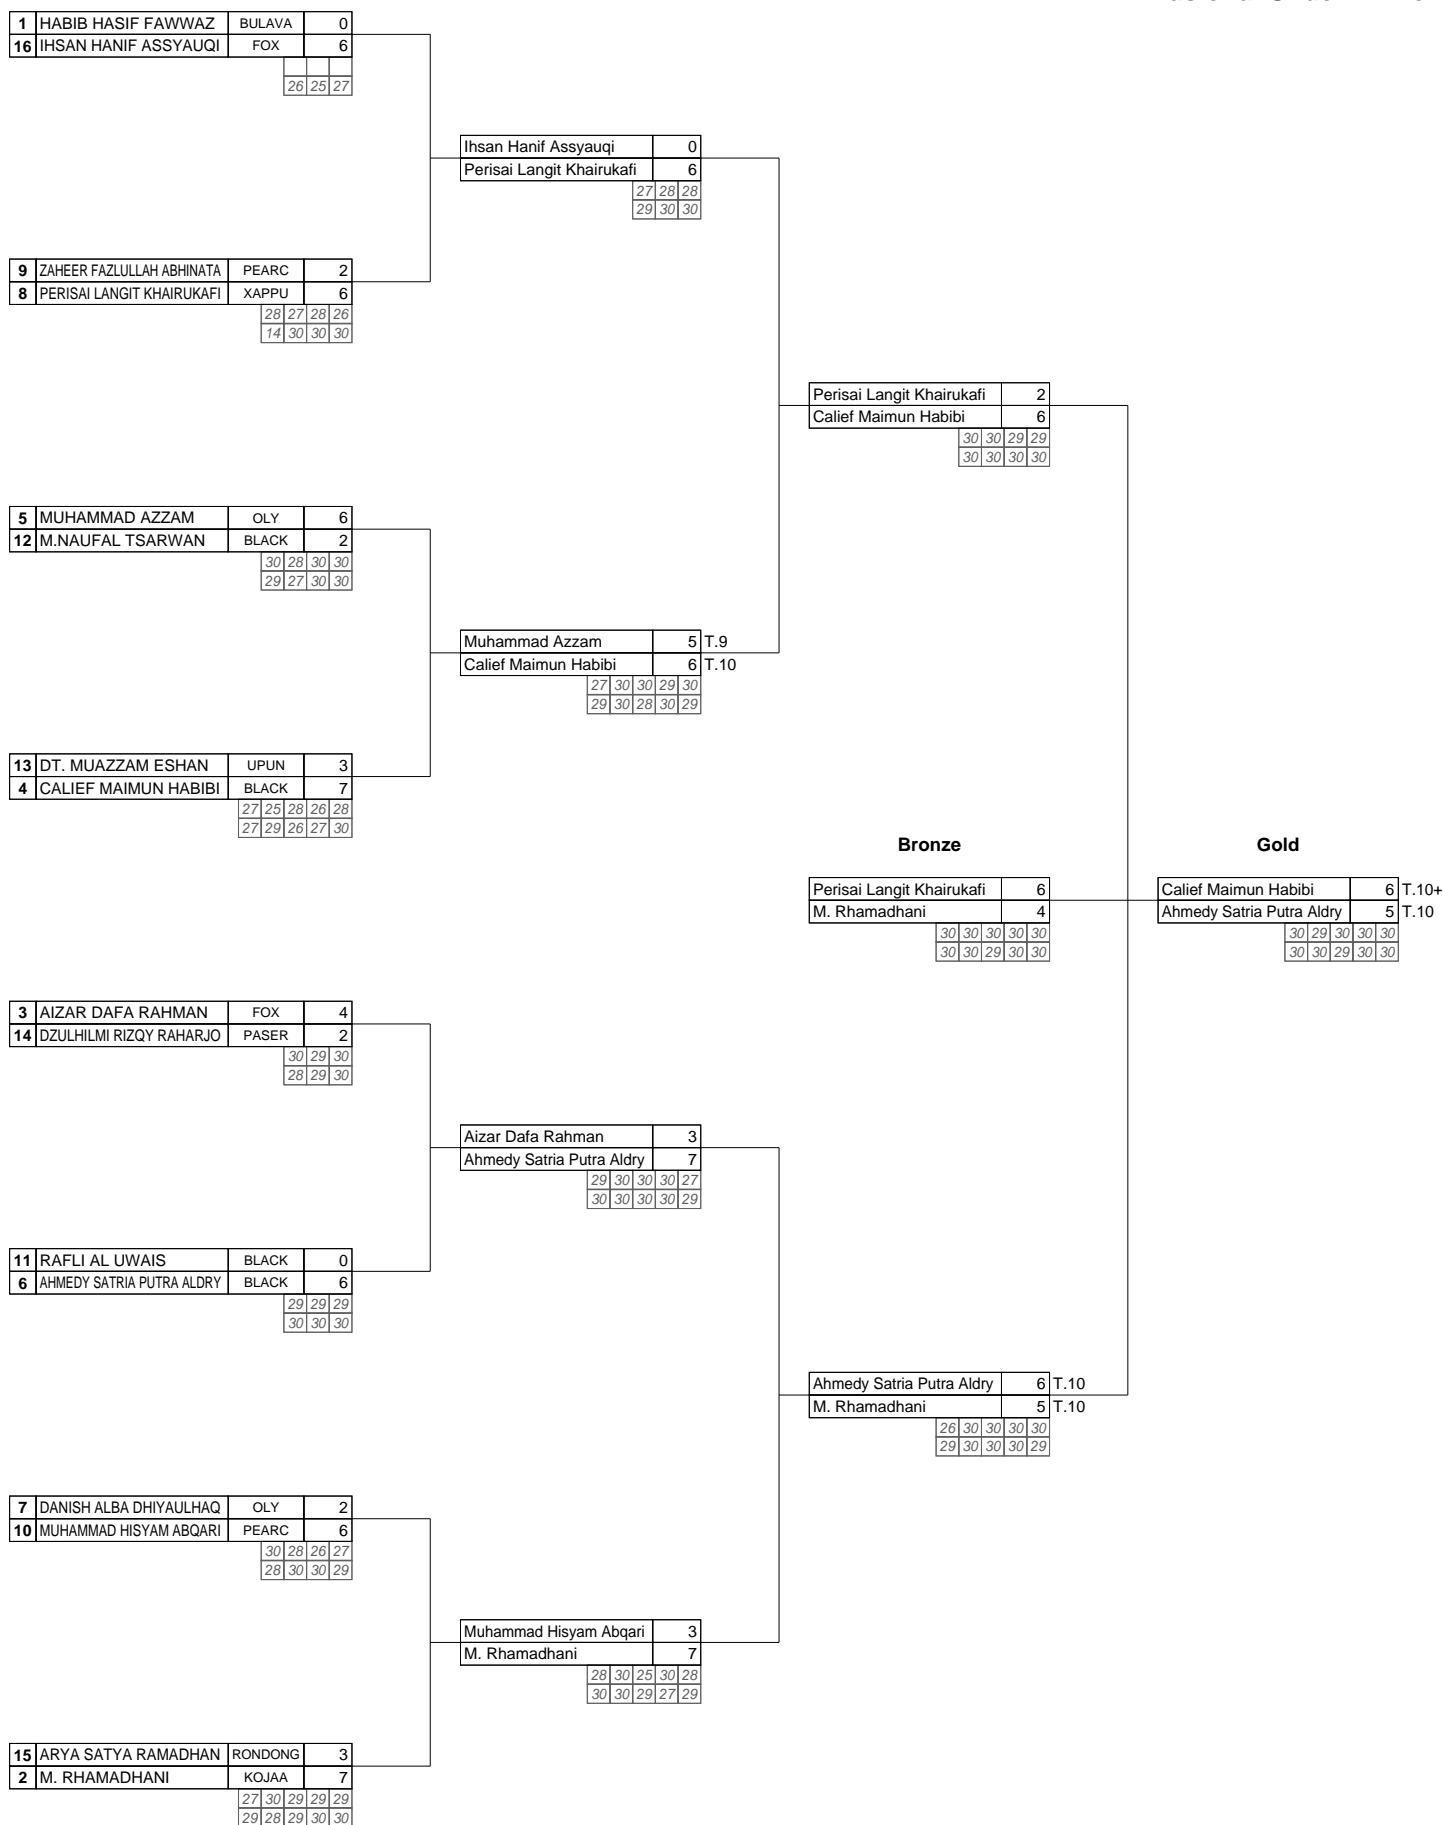 1 HABIB HASIF FAWWAZ BULAVA 0
16 IHSAN HANIF ASSYAUQI FOX 6
26 25 27
Ihsan Hanif Assyauqi 0
Perisai Langit Khairukafi 6
27 28 28
29 30 30
9 ZAHEER FAZLULLAH ABHINATA PEARC 2
8 PERISAI LANGIT KHAIRUKAFI XAPPU 6
28 27 28 26
14 30 30 30
Perisai Langit Khairukafi 2
Calief Maimun Habibi 6
30 30 29 29
30 30 30 30
5 MUHAMMAD AZZAM OLY 6
12 M.NAUFAL TSARWAN BLACK 2
30 28 30 30
29 27 30 30
Muhammad Azzam 5 T.9
Calief Maimun Habibi 6 T.10
27 30 30 29 30
29 30 28 30 29
13 DT. MUAZZAM ESHAN UPUN 3
4 CALIEF MAIMUN HABIBI BLACK 7
27 25 28 26 28
27 29 26 27 30
Bronze Gold
Perisai Langit Khairukafi 6 Calief Maimun Habibi 6 T.10+
M. Rhamadhani 4 Ahmedy Satria Putra Aldry 5 T.10
30 30 30 30 30 30 29 30 30 30
30 30 29 30 30 30 30 29 30 30
3 AIZAR DAFA RAHMAN FOX 4
14 DZULHILMI RIZQY RAHARJO PASER 2
30 29 30
28 29 30
Aizar Dafa Rahman 3
Ahmedy Satria Putra Aldry 7
29 30 30 30 27
30 30 30 30 29
11 RAFLI AL UWAIS BLACK 0
6 AHMEDY SATRIA PUTRA ALDRY BLACK 6
29 29 29
30 30 30
Ahmedy Satria Putra Aldry 6 T.10
M. Rhamadhani 5 T.10
26 30 30 30 30
29 30 30 30 29
7 DANISH ALBA DHIYAULHAQ OLY 2
10 MUHAMMAD HISYAM ABQARI PEARC 6
30 28 26 27
28 30 30 29
Muhammad Hisyam Abqari 3
M. Rhamadhani 7
28 30 25 30 28
30 30 29 27 29
15 ARYA SATYA RAMADHAN RONDONG 3
2 M. RHAMADHANI KOJAA 7
27 30 29 29 29
29 28 29 30 30